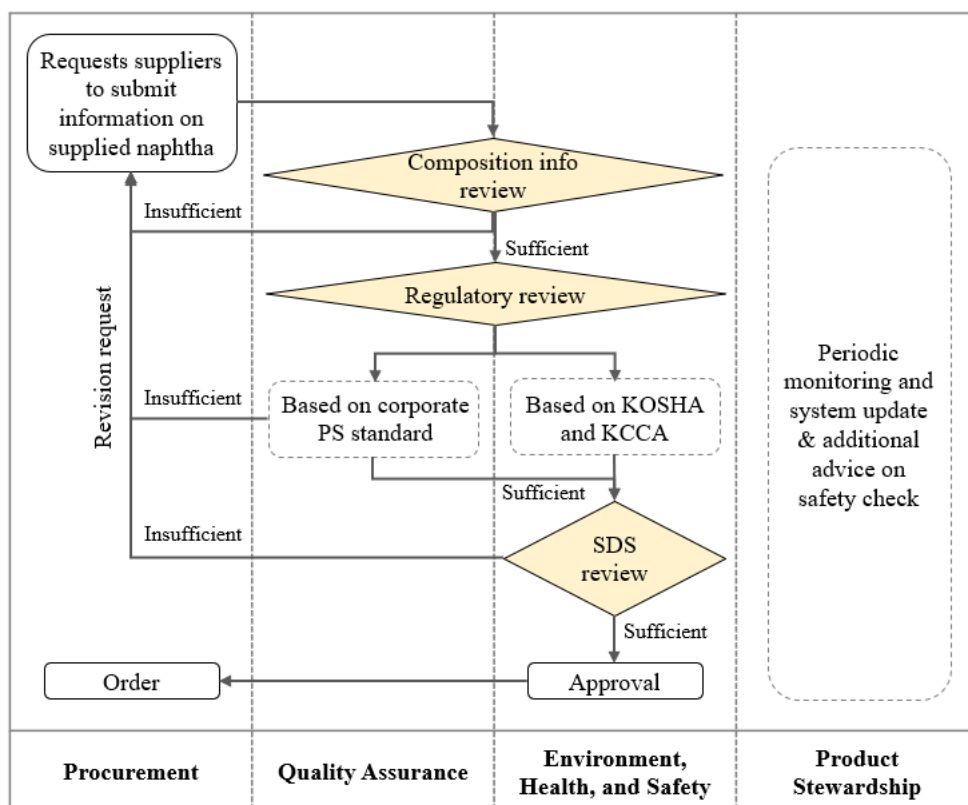 Requests suppliers
to submit
information on
supplied naphtha
Composition info
review
Insufficient
Sufficient
Regulatory review
Revision request
Insufficient
Based on corporate
PS standard
Based on KOSHA
and KCCA
Periodic
monitoring and
system update
& additional
advice on
safety check
Sufficient
Insufficient
SDS
review
Sufficient
Order
Approval
Procurement
Quality Assurance
Environment,
Health, and Safety
Product
Stewardship